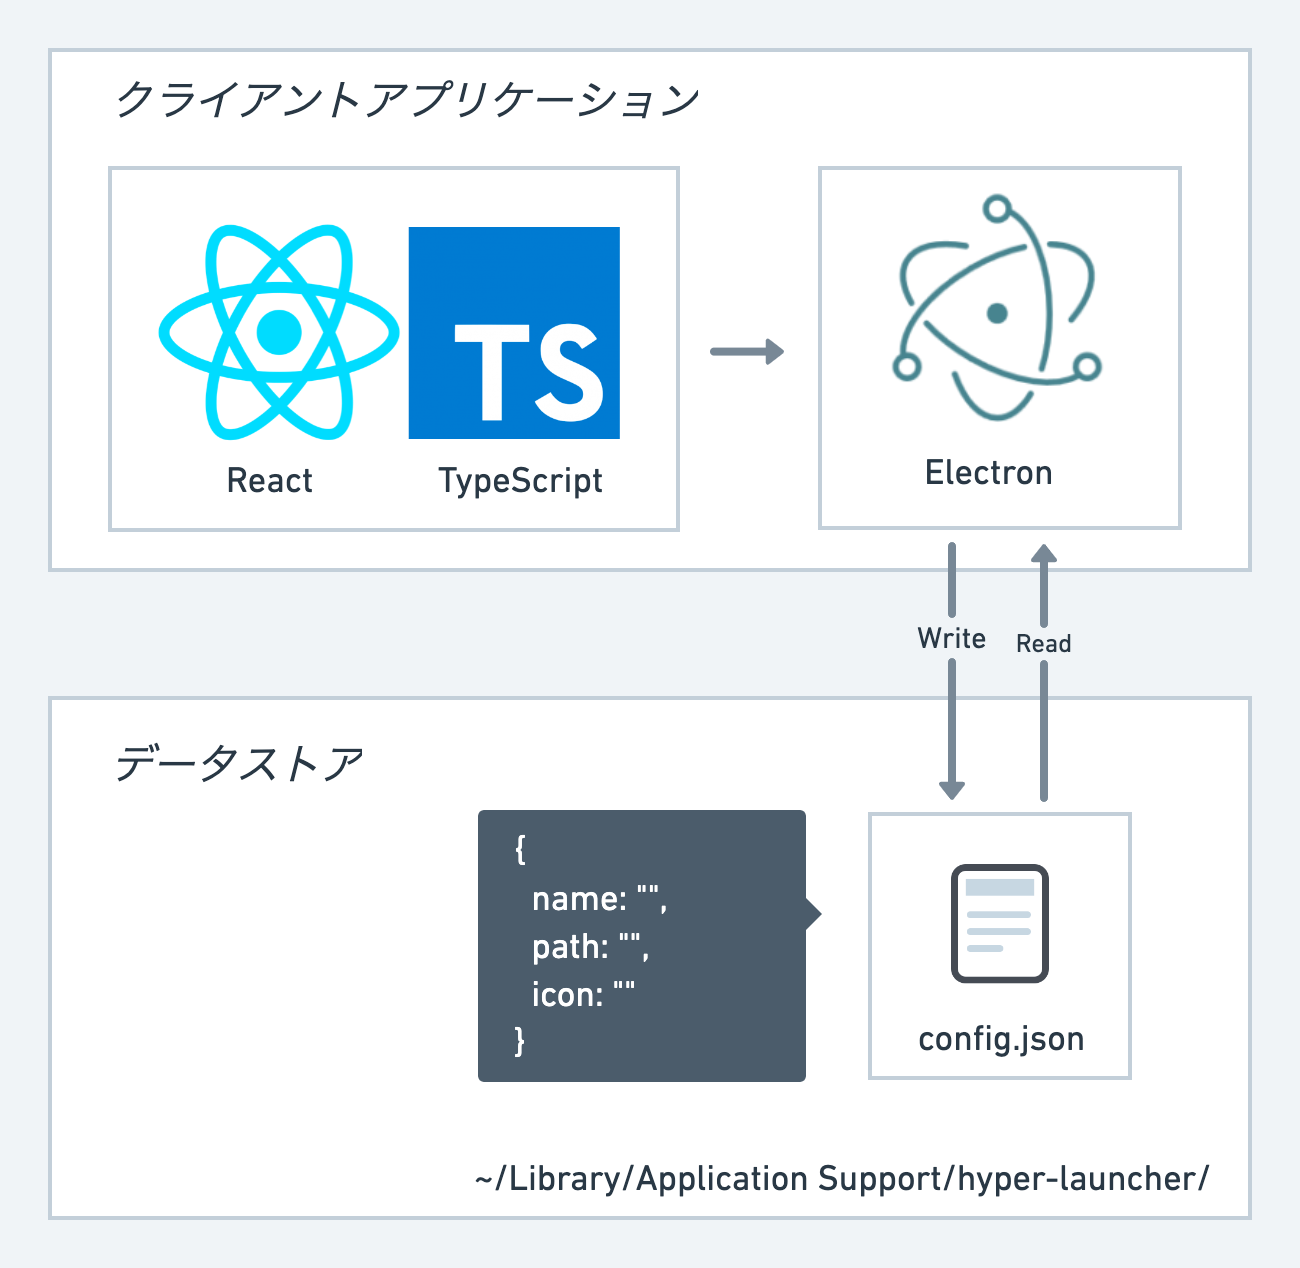 クライアントアプリケーション
TS
React
TypeScript
Electron
Write
Read
データストア
{
name: "",
path: "",
icon: ""
}
config.json
~/Library/Application Support/hyper-launcher/